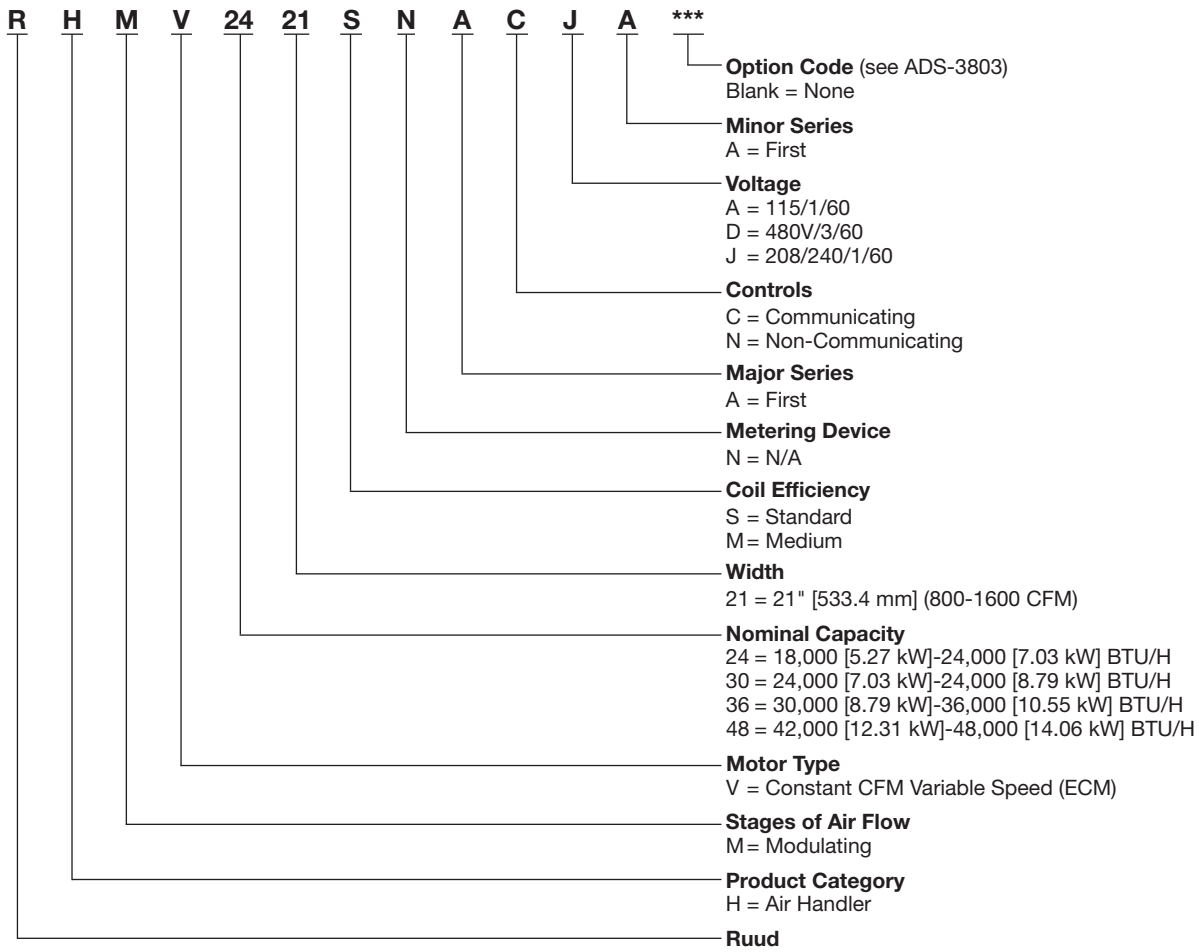 R H M V 24 21 S N A C J A ***
Option Code (see ADS-3803)
Blank = None
Minor Series
A = First
Voltage
A = 115/1/60
D = 480V/3/60
J = 208/240/1/60
Controls
C = Communicating
N = Non-Communicating
Major Series
A = First
Metering Device
N = N/A
Coil Efficiency
S = Standard
M = Medium
Width
21 = 21" [533.4 mm] (800-1600 CFM)
Nominal Capacity
24 = 18,000 [5.27 kW]-24,000 [7.03 kW] BTU/H
30 = 24,000 [7.03 kW]-24,000 [8.79 kW] BTU/H
36 = 30,000 [8.79 kW]-36,000 [10.55 kW] BTU/H
48 = 42,000 [12.31 kW]-48,000 [14.06 kW] BTU/H
Motor Type
V = Constant CFM Variable Speed (ECM)
Stages of Air Flow
M = Modulating
Product Category
H = Air Handler
Ruud